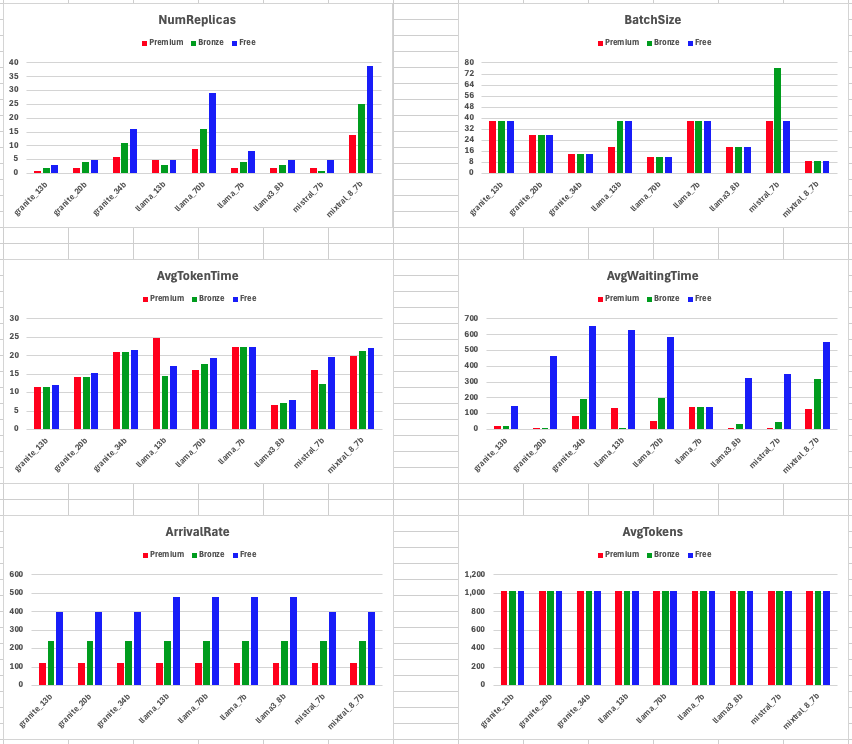 NumReplicas
Premium Bronze Free
40
35
30
25
20
15
10
5
0
granite_13b granite_20b granite_34b llama_13b llama_70b llama_7b llama3_8b mistral_7b mixtral_8_7b
BatchSize
Premium Bronze Free
80
72
64
56
48
40
32
24
16
8
0
granite_13b granite_20b granite_34b llama_13b llama_70b llama_7b llama3_8b mistral_7b mixtral_8_7b
AvgTokenTime
Premium Bronze Free
30
25
20
15
10
5
0
granite_13b granite_20b granite_34b llama_13b llama_70b llama_7b llama3_8b mistral_7b mixtral_8_7b
AvgWaitingTime
Premium Bronze Free
700
600
500
400
300
200
100
0
granite_13b granite_20b granite_34b llama_13b llama_70b llama_7b llama3_8b mistral_7b mixtral_8_7b
ArrivalRate
Premium Bronze Free
600
500
400
300
200
100
0
granite_13b granite_20b granite_34b llama_13b llama_70b llama_7b llama3_8b mistral_7b mixtral_8_7b
AvgTokens
Premium Bronze Free
1,200
1,000
800
600
400
200
0
granite_13b granite_20b granite_34b llama_13b llama_70b llama_7b llama3_8b mistral_7b mixtral_8_7b